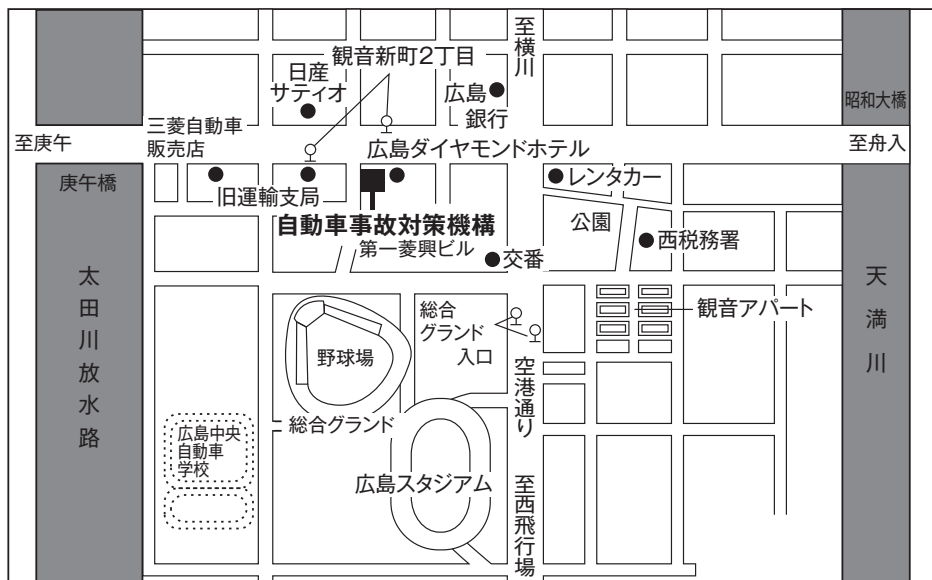 至横川
観音新町2丁目
日産
サティオ
広島
銀行
昭和大橋
三菱自動車
販売店
至庚午
広島ダイヤモンドホテル
至舟入
庚午橋
旧運輸支局
レンタカー
自動車事故対策機構
第一菱興ビル
公園
西税務署
交番
太田川放水路
天満川
総合
グランド
入口
観音アパート
野球場
空港通り
総合グランド
広島中央
自動車
学校
広島スタジアム
至西飛行場